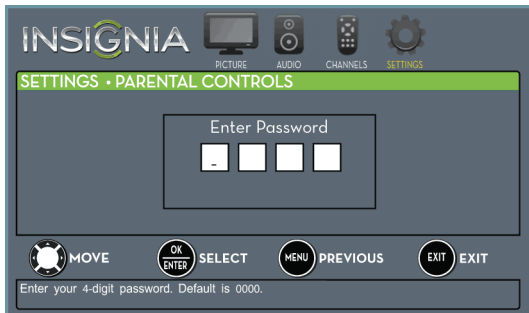 INSIGNIA
PICTURE AUDIO CHANNELS SETTINGS
SETTINGS • PARENTAL CONTROLS
Enter Password
_
MOVE OK ENTER SELECT MENU PREVIOUS EXIT EXIT
Enter your 4-digit password. Default is 0000.